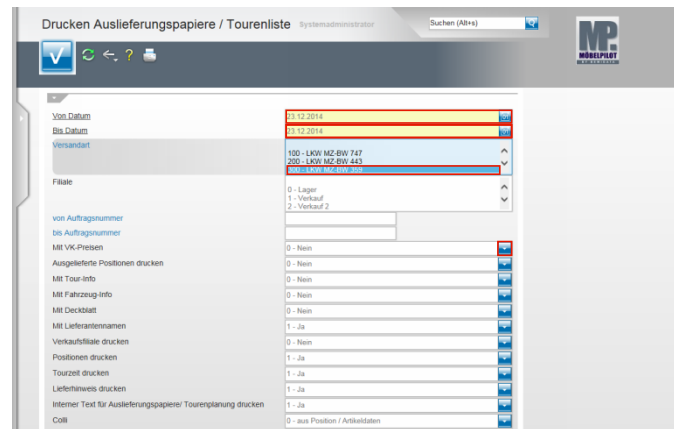 Drucken Auslieferungspapiere / Tourenliste Systemadministrator Suchen (Alt+s)
MP
MÖBELPILOT
Von Datum 23.12.2014
Bis Datum 23.12.2014
Versandart
100 - LKW MZ-BW 747
200 - LKW MZ-BW 443
300 - LKW MZ-BW 359
Filiale
0 - Lager
1 - Verkauf
2 - Verkauf 2
von Auftragsnummer
bis Auftragsnummer
Mit VK-Preisen 0 - Nein
Ausgelieferte Positionen drucken 0 - Nein
Mit Tour-Info 0 - Nein
Mit Fahrzeug-Info 0 - Nein
Mit Deckblatt 0 - Nein
Mit Lieferantennamen 1 - Ja
Verkaufsfiliale drucken 0 - Nein
Positionen drucken 1 - Ja
Tourzeit drucken 1 - Ja
Lieferhinweis drucken 1 - Ja
Interner Text für Auslieferungspapiere/ Tourenplanung drucken 1 - Ja
Colli 0 - aus Position / Artikeldaten